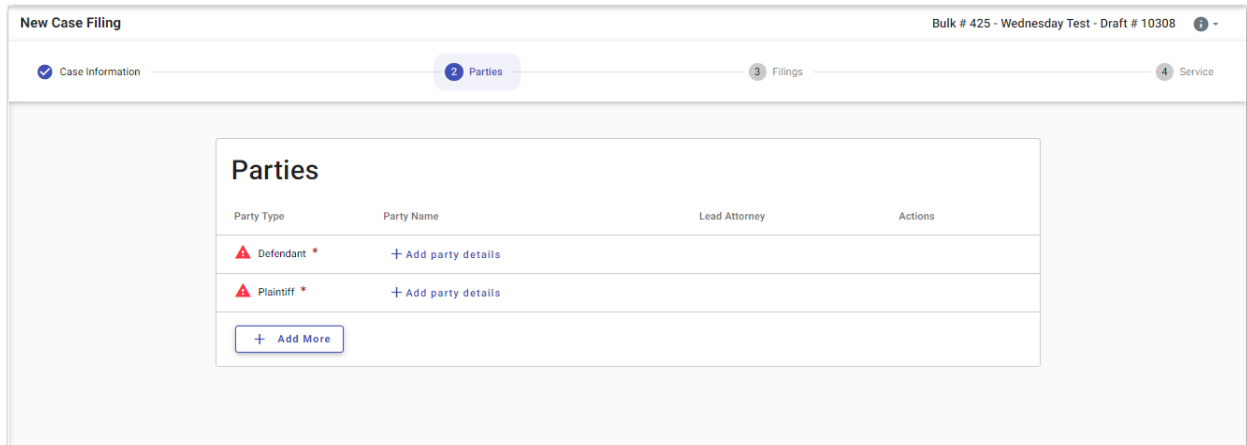 New Case Filing
Bulk # 425 - Wednesday Test - Draft # 10308
Case Information
2 Parties
3 Filings
4 Service
Parties
Party Type Party Name Lead Attorney Actions
Defendant * + Add party details
Plaintiff * + Add party details
+ Add More